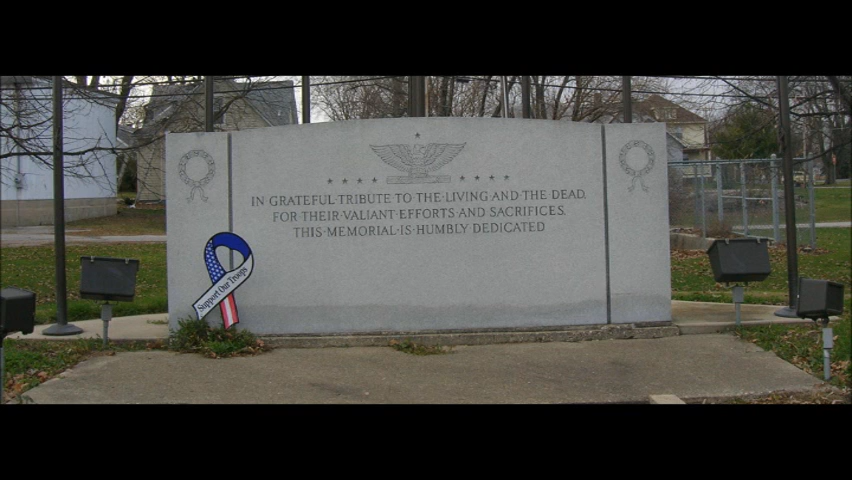 IN GRATEFUL TRIBUTE TO THE LIVING AND THE DEAD,
FOR THEIR VALIANT EFFORTS AND SACRIFICES,
THIS MEMORIAL IS HUMBLY DEDICATED
Support Our Troops